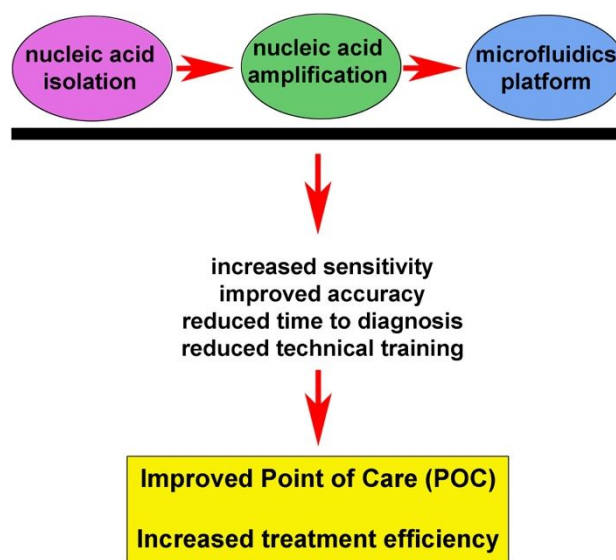 nucleic acid
isolation
nucleic acid
amplification
microfluidics
platform
increased sensitivity
improved accuracy
reduced time to diagnosis
reduced technical training
Improved Point of Care (POC)
Increased treatment efficiency